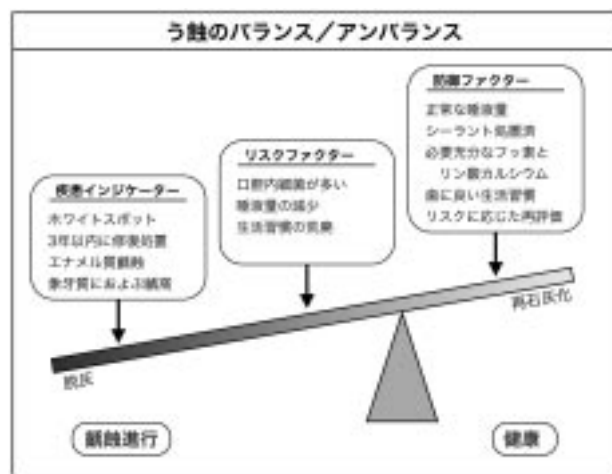 う蝕のバランス／アンバランス
防御ファクター
正常な唾液量
シーラント処置済
必要充分なフッ素と
リン酸カルシウム
歯に良い生活習慣
リスクに応じた再評価
リスクファクター
口腔内細菌が多い
唾液量の減少
生活習慣の
疾患インジケーター
ホワイトスポット
3年以内に修復処置
エナメル質齲蝕
象牙質におよぶ齲窩
再石灰化
脱灰
齲蝕進行
健康